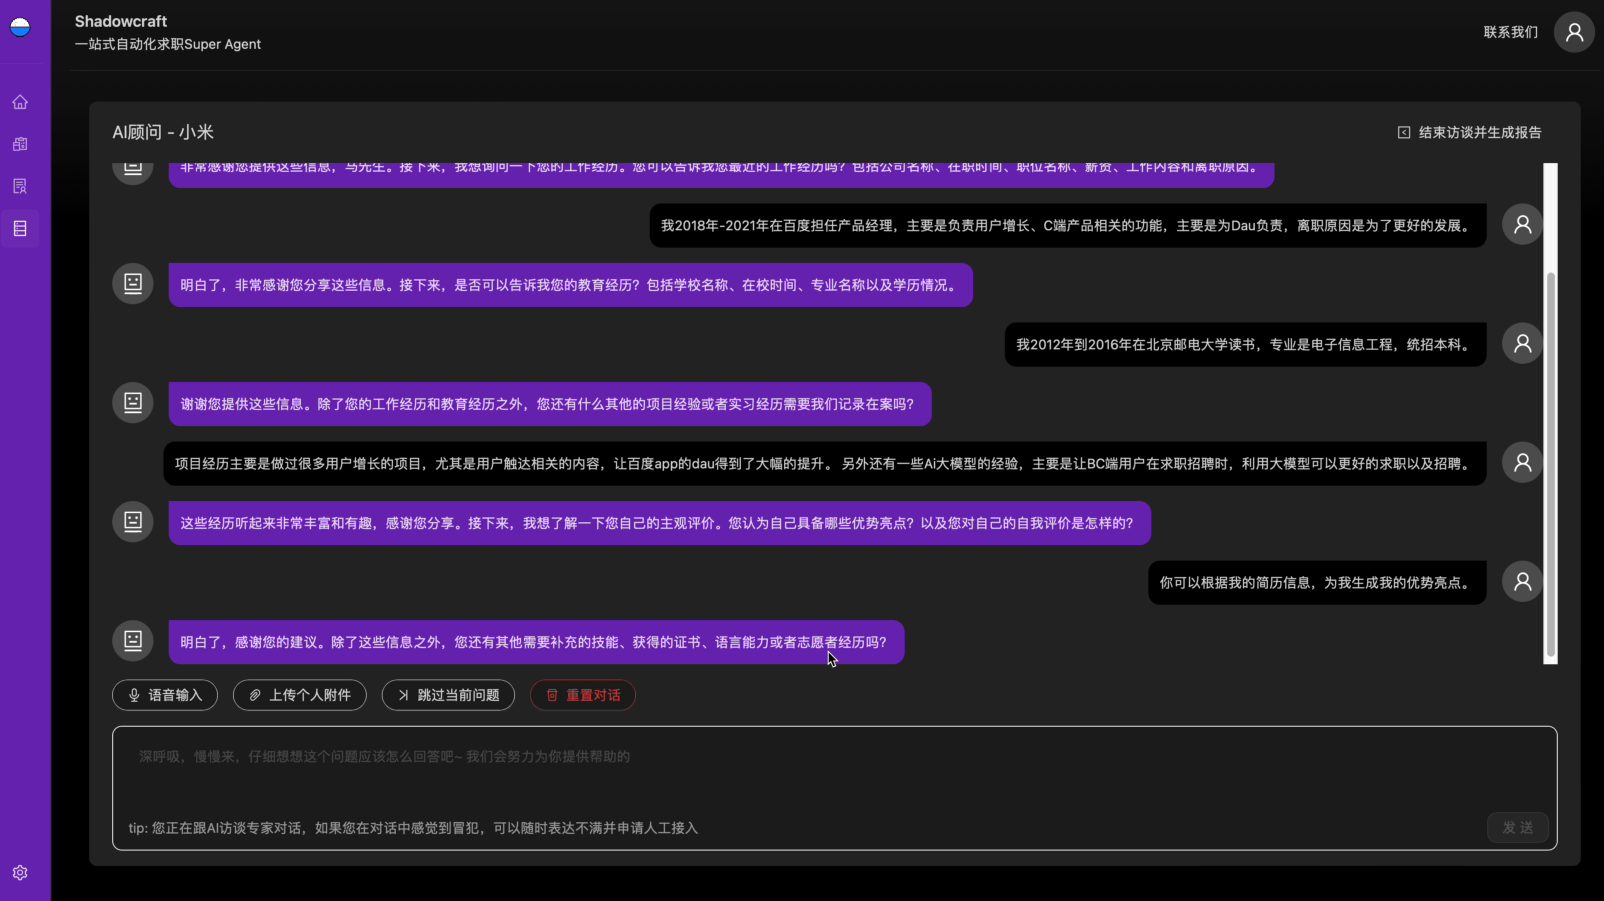 Shadowcraft
一站式自动化求职Super Agent
联系我们
AI顾问 - 小米
结束访谈并生成报告
非常感谢您提供这些信息，马先生。接下来，我想询问一下您的工作经历。您可以告诉我您最近的工作经历吗？包括公司名称、在职时间、职位名称、薪资、工作内容和离职原因。
我2018年-2021年在百度担任产品经理，主要是负责用户增长、C端产品相关的功能，主要是为Dau负责，离职原因是为了更好的发展。
明白了，非常感谢您分享这些信息。接下来，是否可以告诉我您的教育经历？包括学校名称、在校时间、专业名称以及学历情况。
我2012年到2016年在北京邮电大学读书，专业是电子信息工程，统招本科。
谢谢您提供这些信息。除了您的工作经历和教育经历之外，您还有什么其他的项目经验或者实习经历需要我们记录在案吗？
项目经历主要是做过很多用户增长的项目，尤其是用户触达相关的内容，让百度app的dau得到了大幅的提升。 另外还有一些Ai大模型的经验，主要是让BC端用户在求职招聘时，利用大模型可以更好的求职以及招聘。
这些经历听起来非常丰富和有趣，感谢您分享。接下来，我想了解一下您自己的主观评价。您认为自己具备哪些优势亮点？以及您对自己的自我评价是怎样的？
你可以根据我的简历信息，为我生成我的优势亮点。
明白了，感谢您的建议。除了这些信息之外，您还有其他需要补充的技能、获得的证书、语言能力或者志愿者经历吗？
语音输入
上传个人附件
跳过当前问题
重置对话
深呼吸，慢慢来，仔细想想这个问题应该怎么回答吧~ 我们会努力为你提供帮助的
tip: 您正在跟AI访谈专家对话，如果您在对话中感觉到冒犯，可以随时表达不满并申请人工接入
发 送